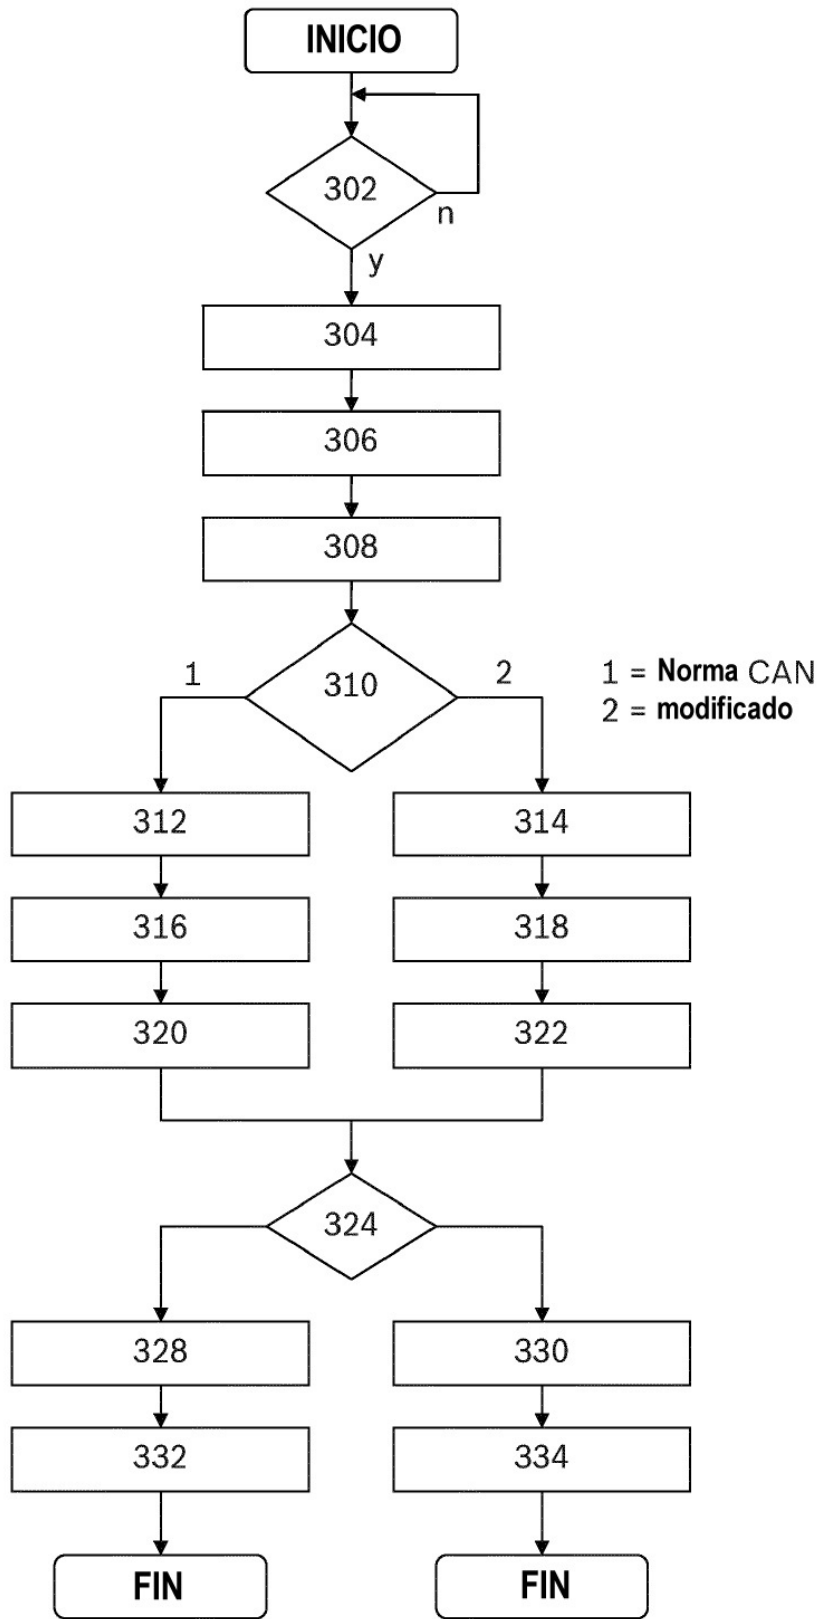 INICIO
302
n
y
304
306
308
1
310
2
1 = Norma CAN
2 = modificado
312
314
316
318
320
322
324
328
330
332
334
FIN
FIN